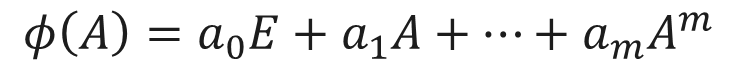 ϕ(A) = a₀E + a₁A + ⋯ + aₘAᵐ